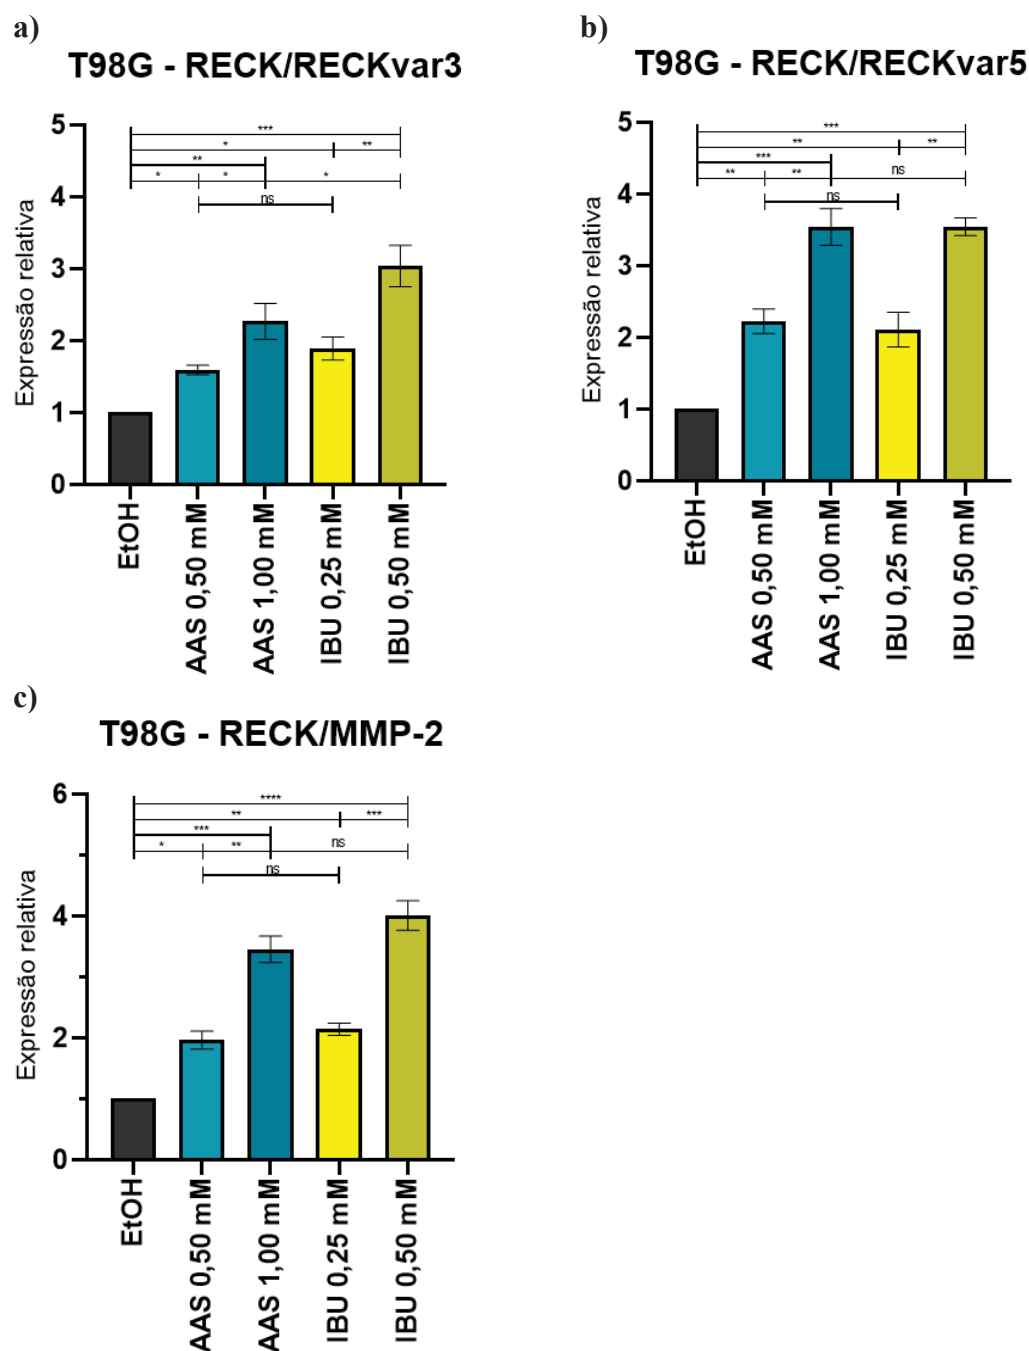 a)
T98G - RECK/RECKvar3
Expressão relativa
5
4
3
2
1
0
***
* **
**
* * *
ns
EtOH
AAS 0,50 mM
AAS 1,00 mM
IBU 0,25 mM
IBU 0,50 mM
b)
T98G - RECK/RECKvar5
Expressão relativa
5
4
3
2
1
0
***
** **
***
** ** ns
ns
EtOH
AAS 0,50 mM
AAS 1,00 mM
IBU 0,25 mM
IBU 0,50 mM
c)
T98G - RECK/MMP-2
Expressão relativa
6
4
2
0
****
** ***
***
* ** ns
ns
EtOH
AAS 0,50 mM
AAS 1,00 mM
IBU 0,25 mM
IBU 0,50 mM